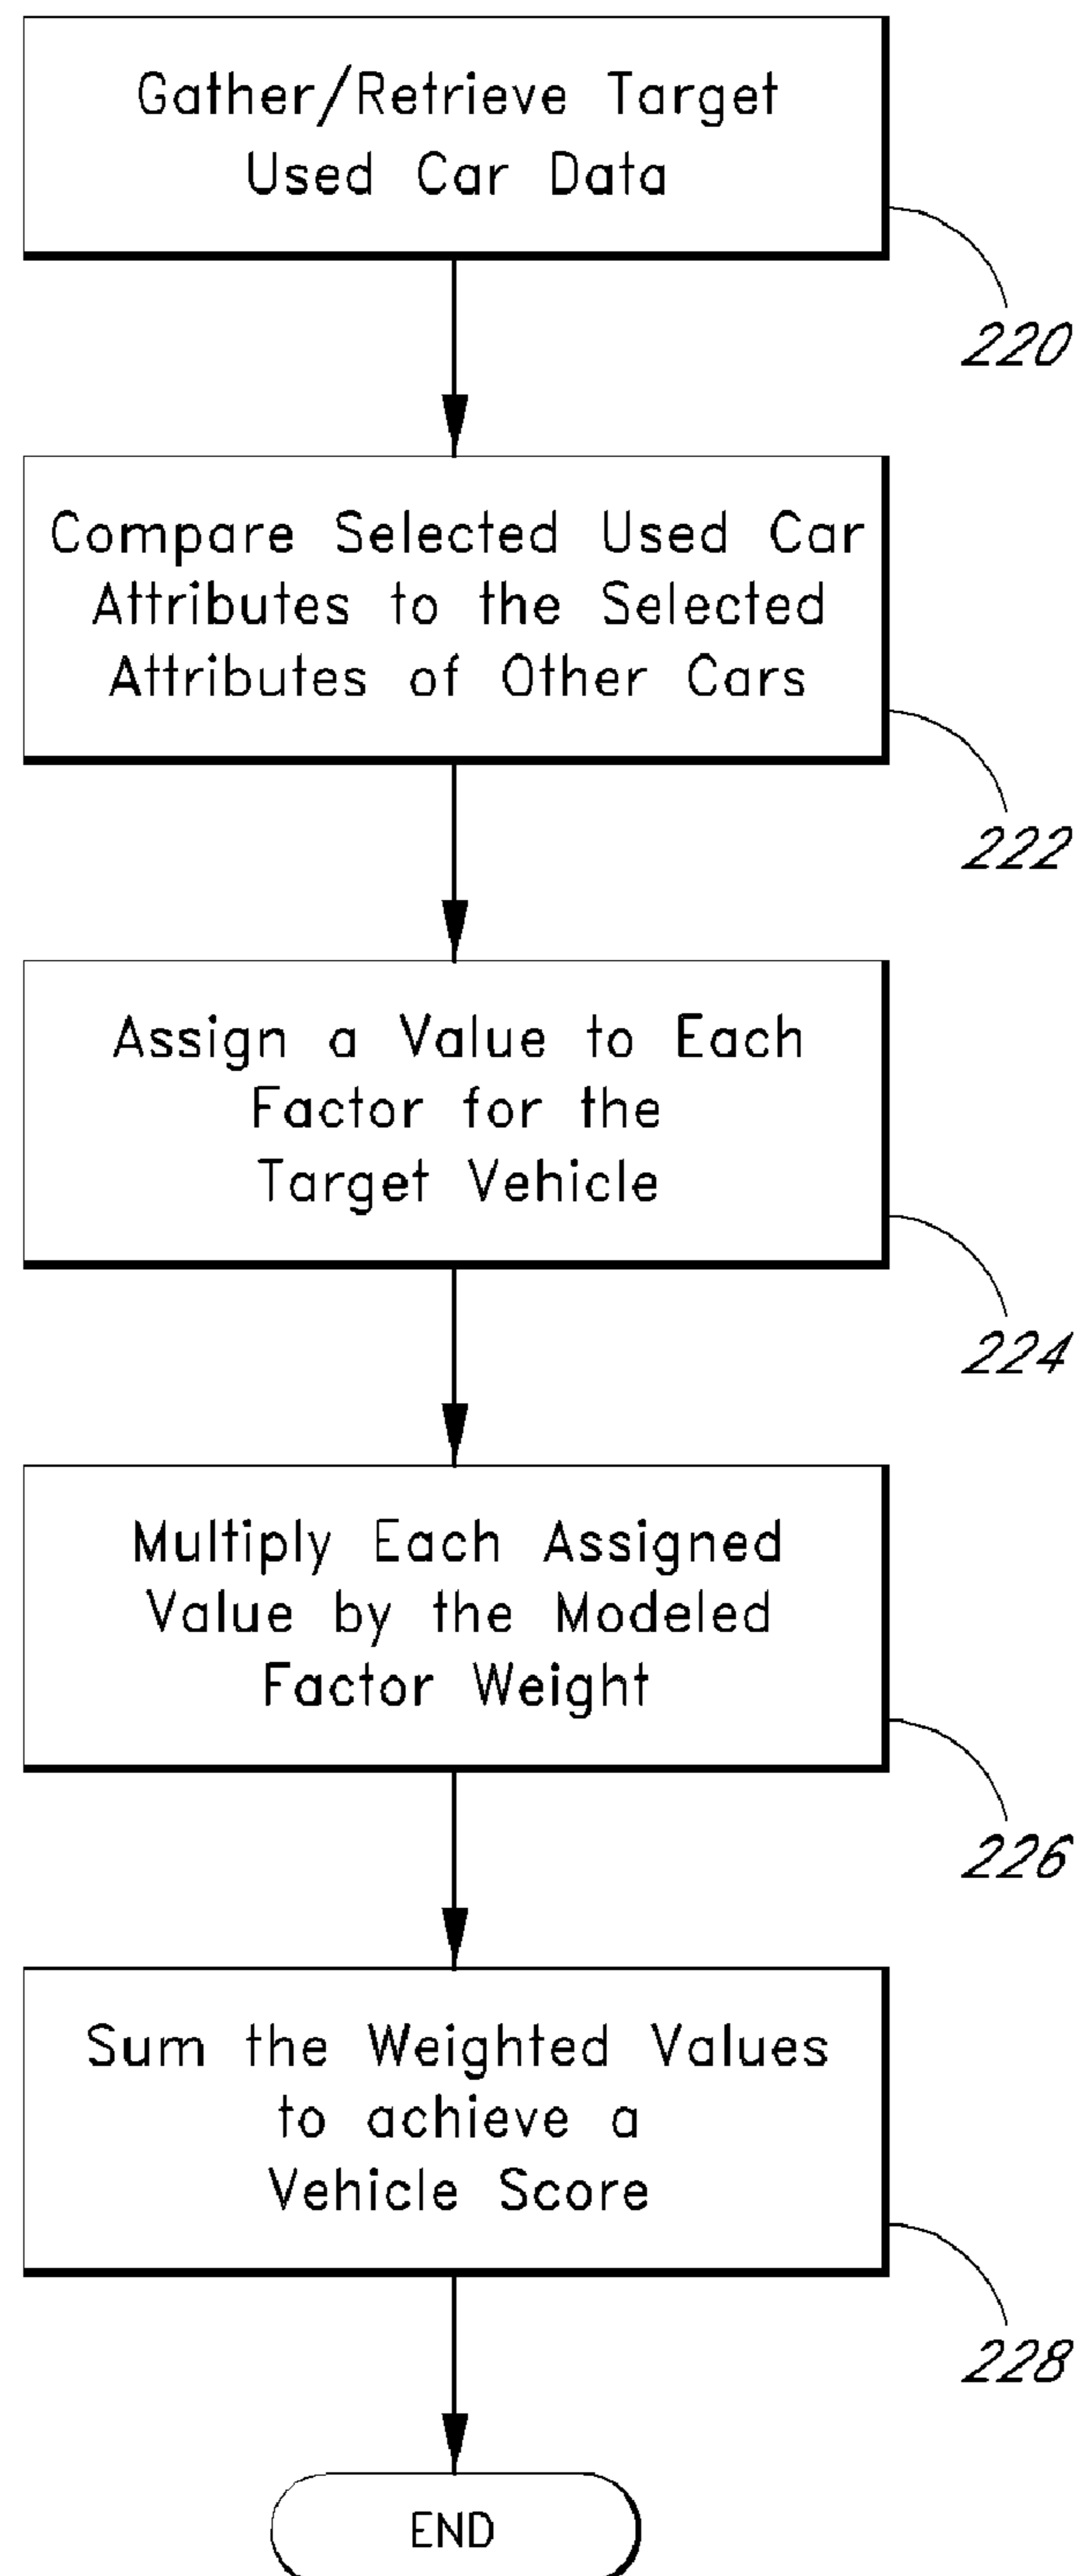 Gather/Retrieve Target
Used Car Data
220
Compare Selected Used Car
Attributes to the Selected
Attributes of Other Cars
222
Assign a Value to Each
Factor for the
Target Vehicle
224
Multiply Each Assigned
Value by the Modeled
Factor Weight
226
Sum the Weighted Values
to achieve a
Vehicle Score
228
END